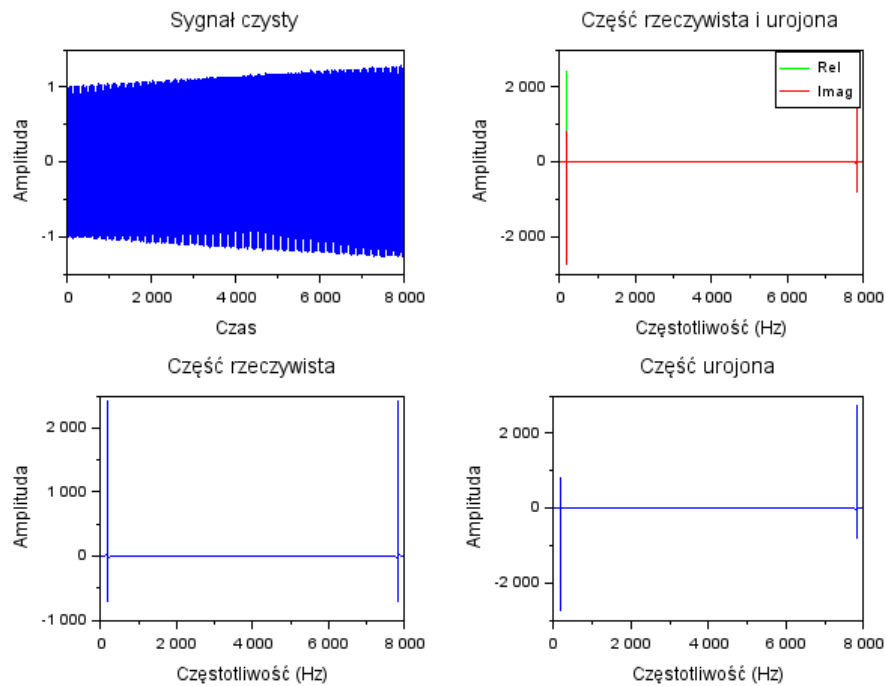 Sygnał czysty
Amplituda
1
0
-1
0
2 000
4 000
6 000
8 000
Czas
Część rzeczywista i urojona
Amplituda
2 000
0
-2 000
Rel
Imag
0
2 000
4 000
6 000
8 000
Częstotliwość (Hz)
Część rzeczywista
Amplituda
2 000
1 000
0
-1 000
0
2 000
4 000
6 000
8 000
Częstotliwość (Hz)
Część urojona
Amplituda
2 000
0
-2 000
0
2 000
4 000
6 000
8 000
Częstotliwość (Hz)